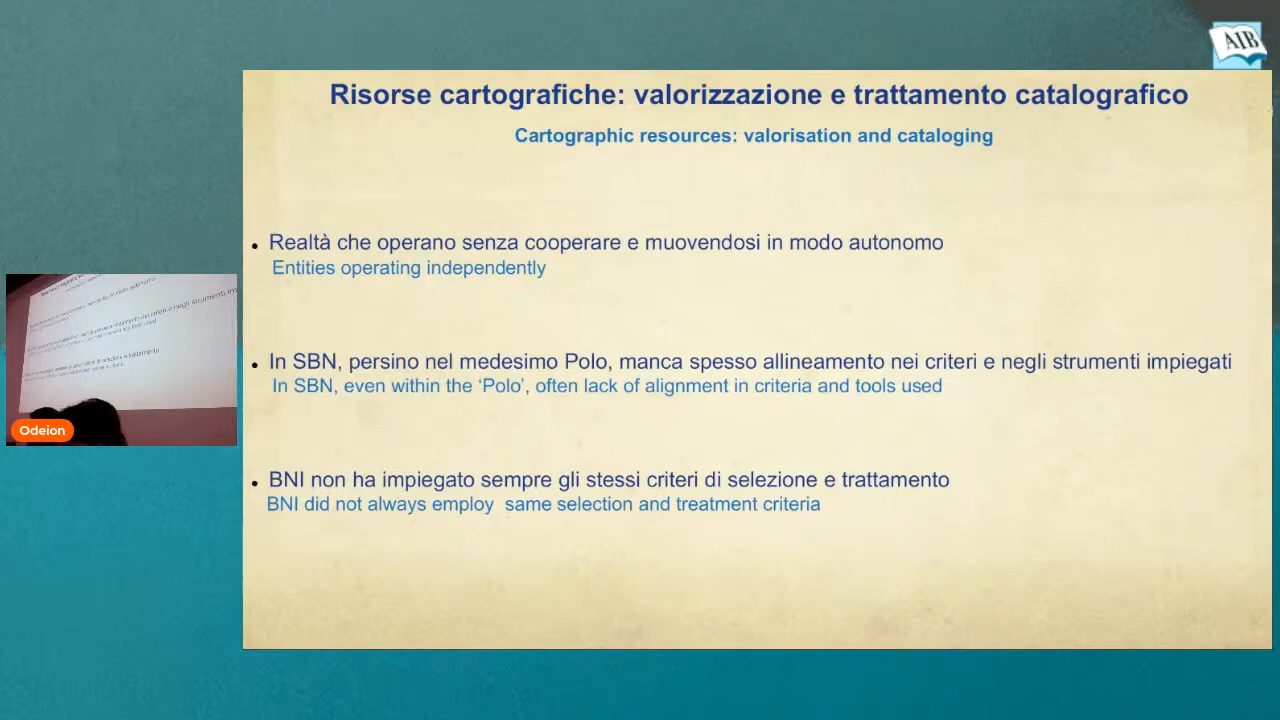 AIB
Risorse cartografiche: valorizzazione e trattamento catalografico
Cartographic resources: valorisation and cataloging
Realtà che operano senza cooperare e muovendosi in modo autonomo
Entities operating independently
In SBN, persino nel medesimo Polo, manca spesso allineamento nei criteri e negli strumenti impiegati
In SBN, even within the ‘Polo’, often lack of alignment in criteria and tools used
BNI non ha impiegato sempre gli stessi criteri di selezione e trattamento
BNI did not always employ same selection and treatment criteria
Odeion